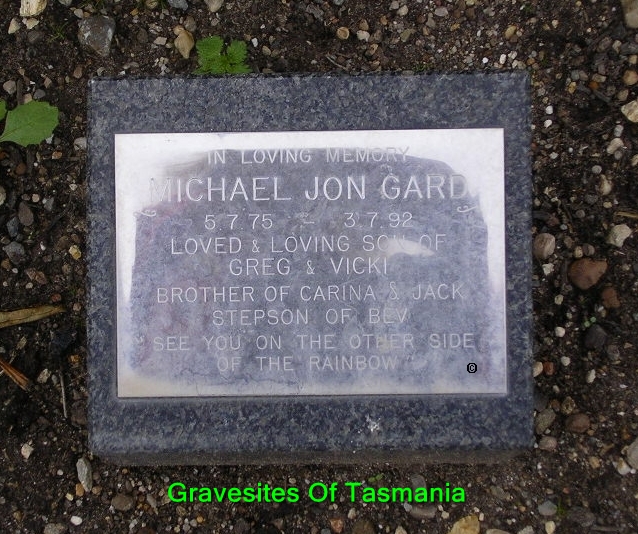 IN LOVING MEMORY
MICHAEL JON GARD
5.7.75 - 3.7.92
LOVED & LOVING SON OF
GREG & VICKI
BROTHER OF CARINA & JACK
STEPSON OF BEV
"SEE YOU ON THE OTHER SIDE
OF THE RAINBOW"
©
Gravesites Of Tasmania